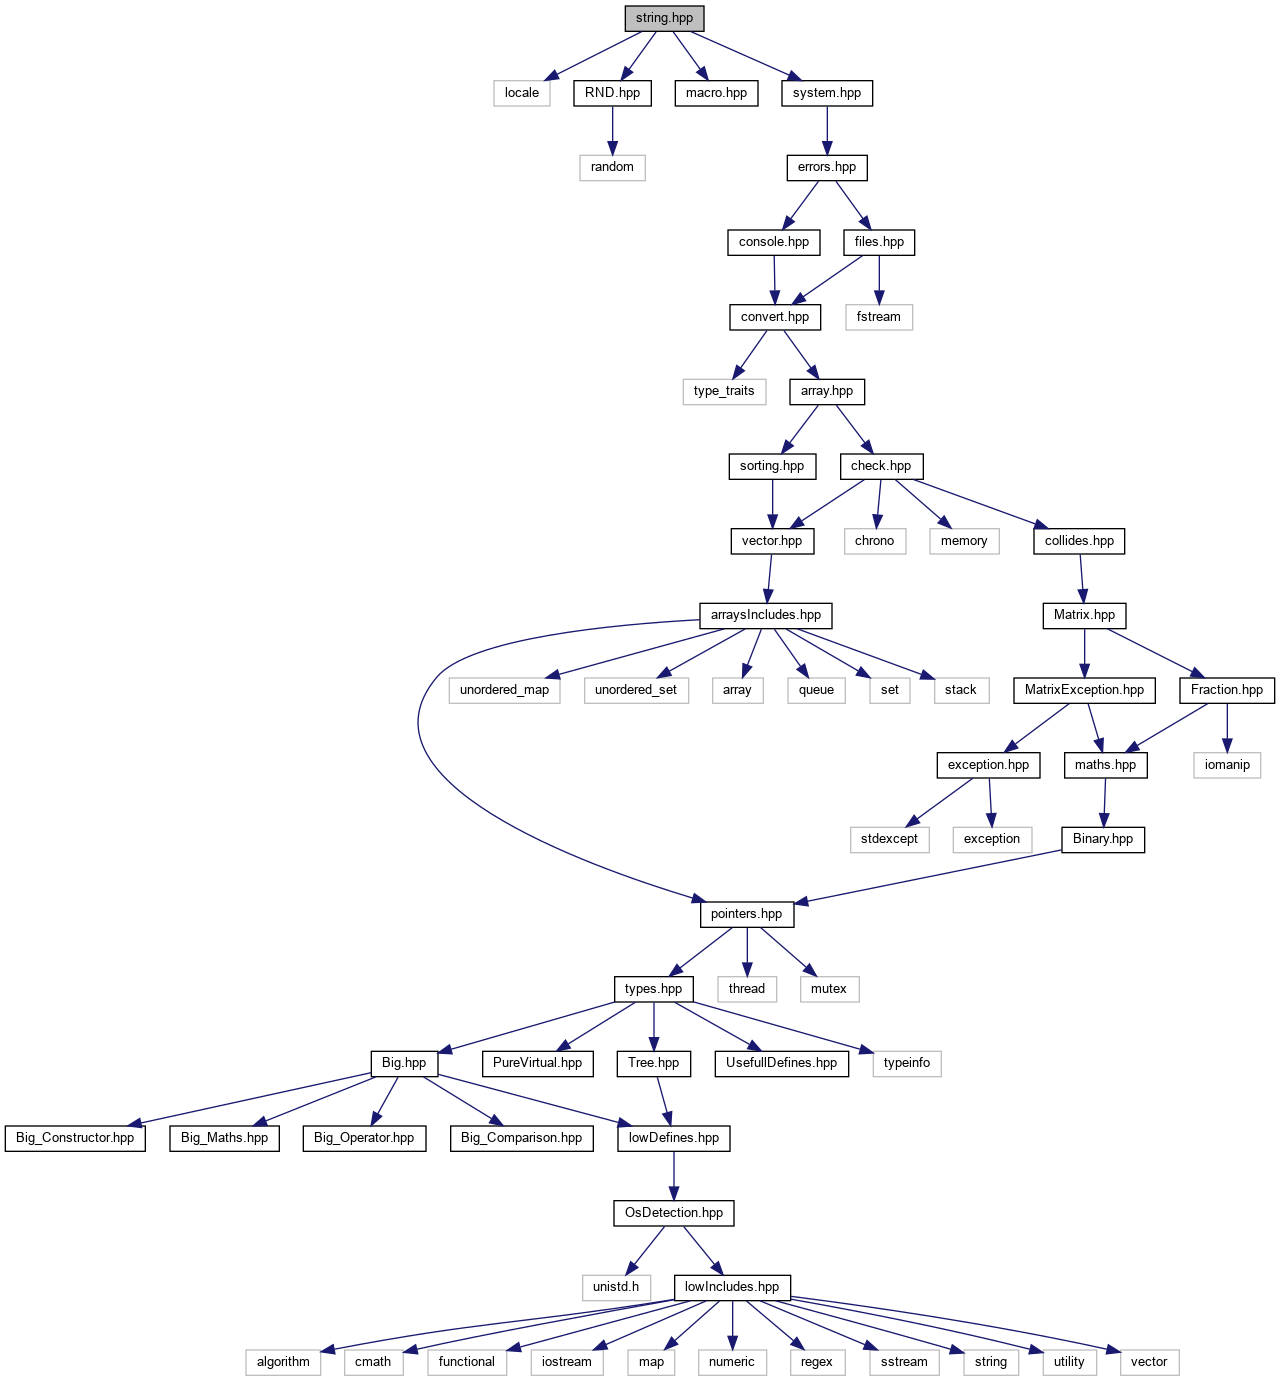 string.hpp
locale
RND.hpp
macro.hpp
system.hpp
random
errors.hpp
console.hpp
files.hpp
convert.hpp
fstream
type_traits
array.hpp
sorting.hpp
check.hpp
vector.hpp
chrono
memory
collides.hpp
arraysIncludes.hpp
Matrix.hpp
unordered_map
unordered_set
array
queue
set
stack
MatrixException.hpp
Fraction.hpp
exception.hpp
maths.hpp
iomanip
stdexcept
exception
Binary.hpp
pointers.hpp
types.hpp
thread
mutex
Big.hpp
PureVirtual.hpp
Tree.hpp
UsefullDefines.hpp
typeinfo
Big_Constructor.hpp
Big_Maths.hpp
Big_Operator.hpp
Big_Comparison.hpp
lowDefines.hpp
OsDetection.hpp
unistd.h
lowIncludes.hpp
algorithm
cmath
functional
iostream
map
numeric
regex
sstream
string
utility
vector